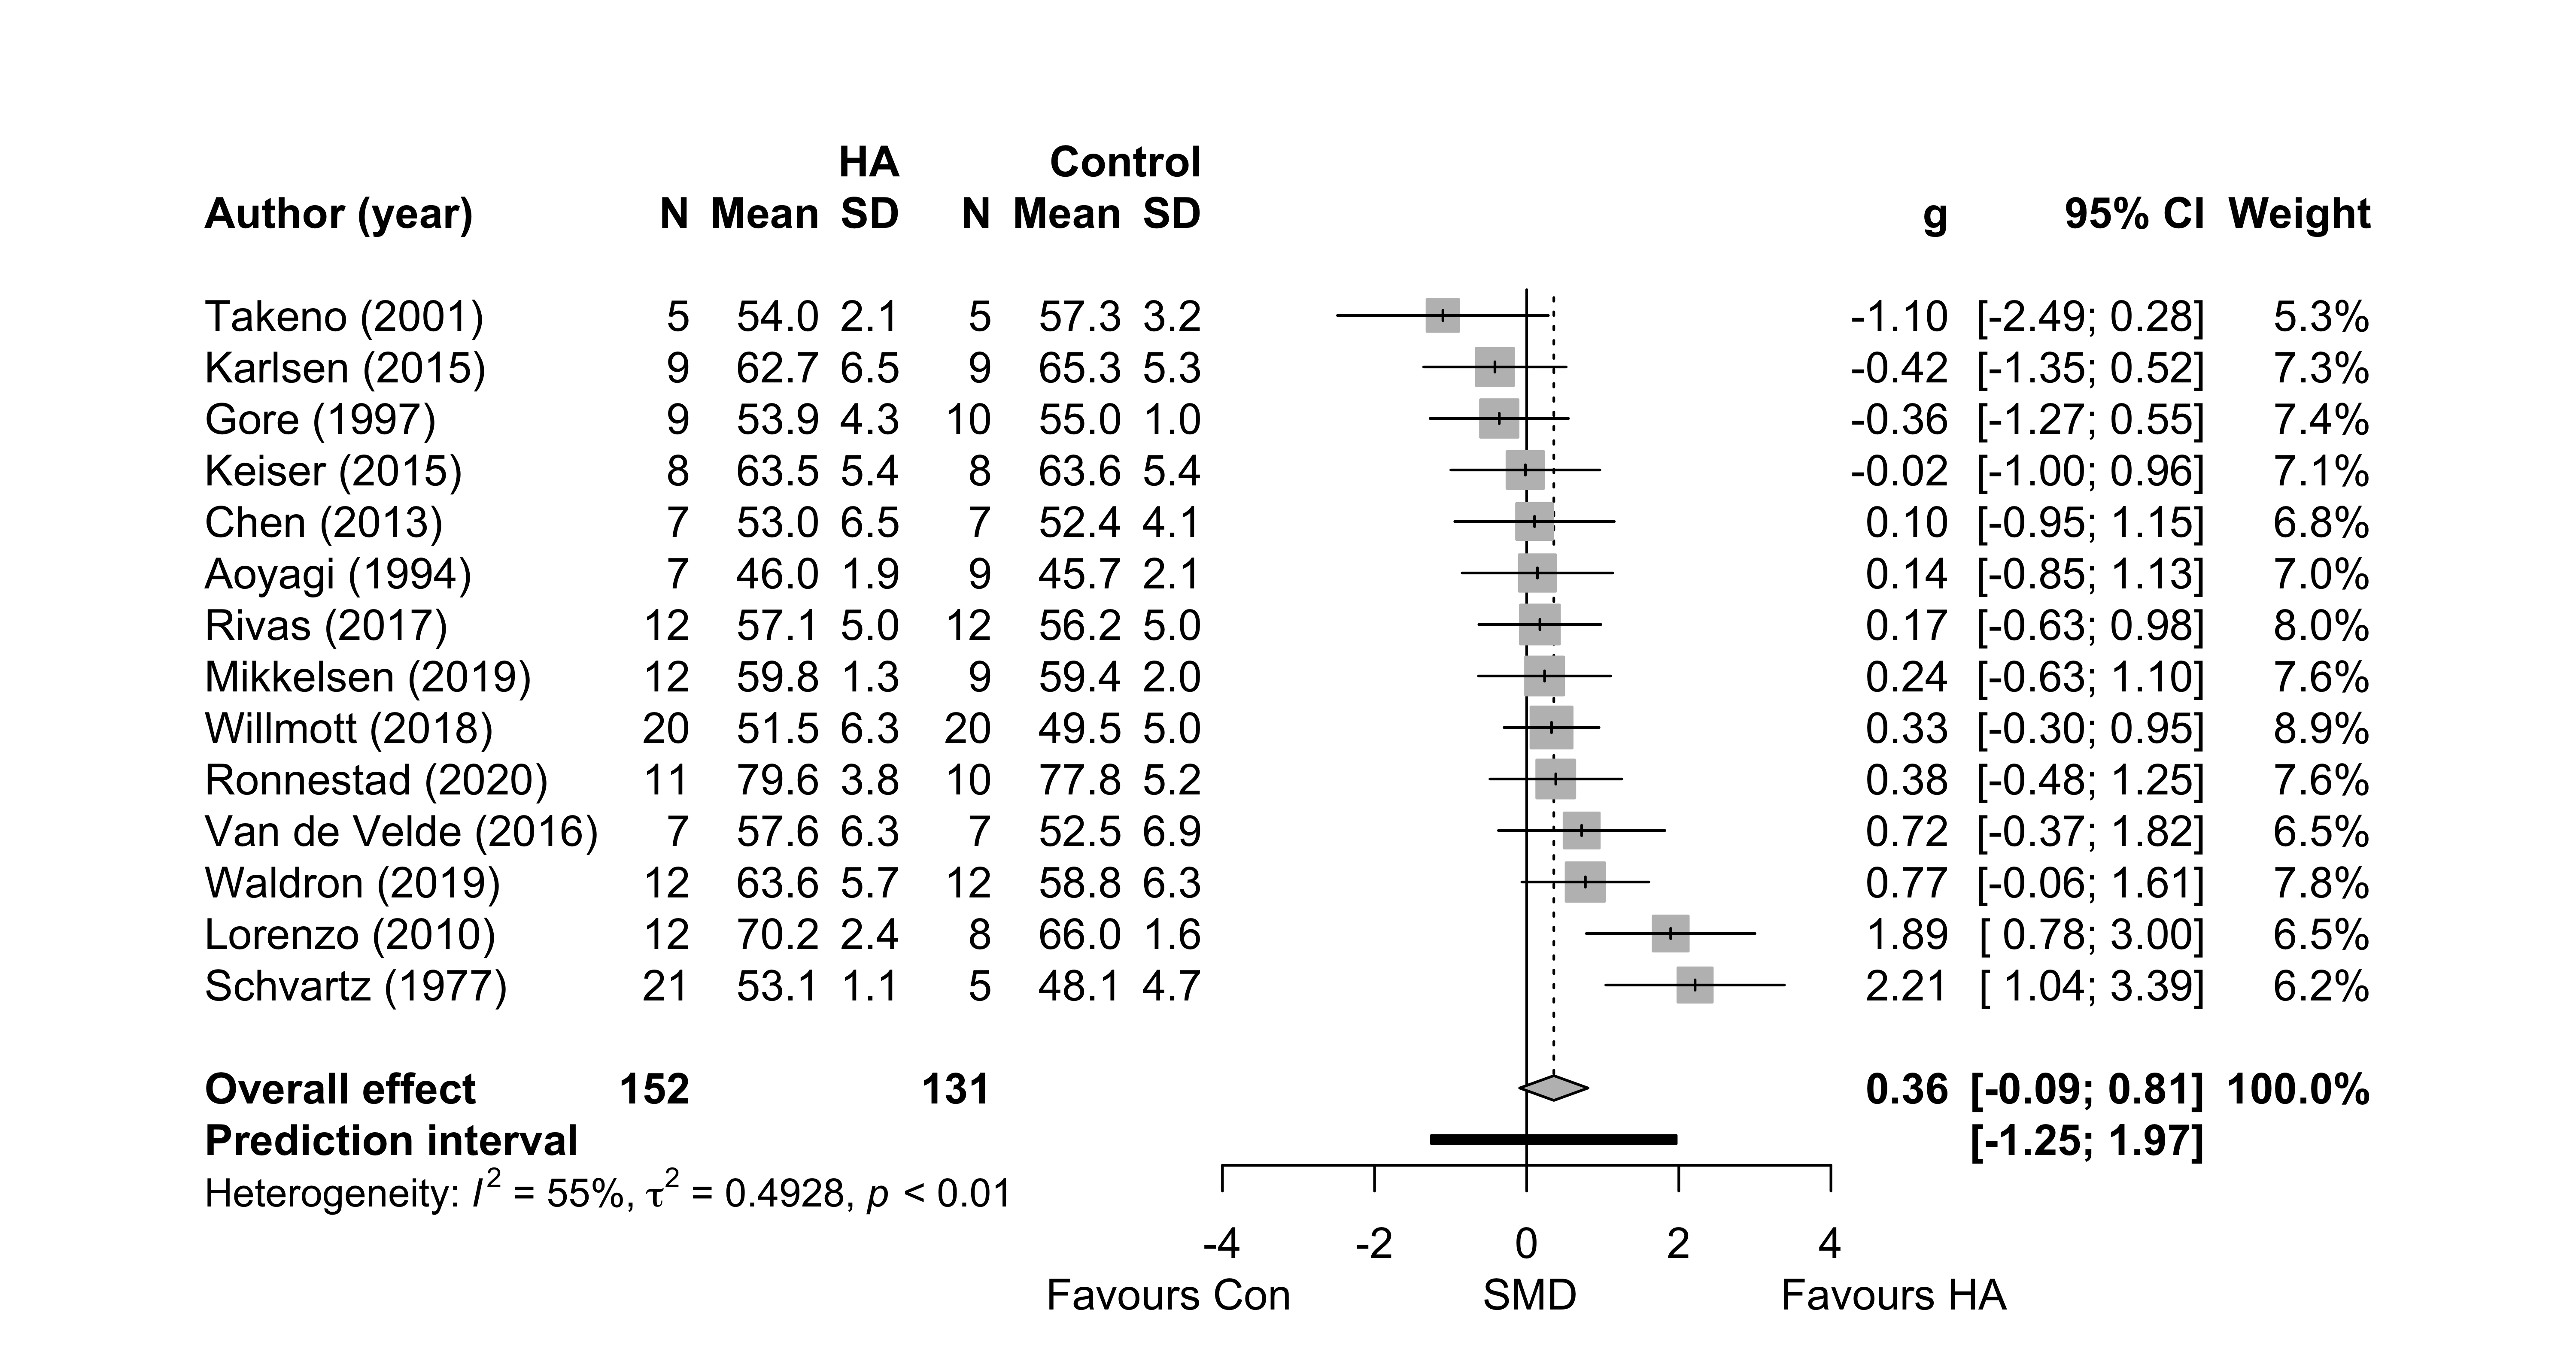 HA Control
Author (year) N Mean SD N Mean SD g 95% CI Weight
Takeno (2001) 5 54.0 2.1 5 57.3 3.2 -1.10 [-2.49; 0.28] 5.3%
Karlsen (2015) 9 62.7 6.5 9 65.3 5.3 -0.42 [-1.35; 0.52] 7.3%
Gore (1997) 9 53.9 4.3 10 55.0 1.0 -0.36 [-1.27; 0.55] 7.4%
Keiser (2015) 8 63.5 5.4 8 63.6 5.4 -0.02 [-1.00; 0.96] 7.1%
Chen (2013) 7 53.0 6.5 7 52.4 4.1 0.10 [-0.95; 1.15] 6.8%
Aoyagi (1994) 7 46.0 1.9 9 45.7 2.1 0.14 [-0.85; 1.13] 7.0%
Rivas (2017) 12 57.1 5.0 12 56.2 5.0 0.17 [-0.63; 0.98] 8.0%
Mikkelsen (2019) 12 59.8 1.3 9 59.4 2.0 0.24 [-0.63; 1.10] 7.6%
Willmott (2018) 20 51.5 6.3 20 49.5 5.0 0.33 [-0.30; 0.95] 8.9%
Ronnestad (2020) 11 79.6 3.8 10 77.8 5.2 0.38 [-0.48; 1.25] 7.6%
Van de Velde (2016) 7 57.6 6.3 7 52.5 6.9 0.72 [-0.37; 1.82] 6.5%
Waldron (2019) 12 63.6 5.7 12 58.8 6.3 0.77 [-0.06; 1.61] 7.8%
Lorenzo (2010) 12 70.2 2.4 8 66.0 1.6 1.89 [ 0.78; 3.00] 6.5%
Schvartz (1977) 21 53.1 1.1 5 48.1 4.7 2.21 [ 1.04; 3.39] 6.2%
Overall effect 152 131 0.36 [-0.09; 0.81] 100.0%
Prediction interval [-1.25; 1.97]
Heterogeneity: I² = 55%, τ² = 0.4928, p < 0.01
-4 -2 0 2 4
Favours Con SMD Favours HA